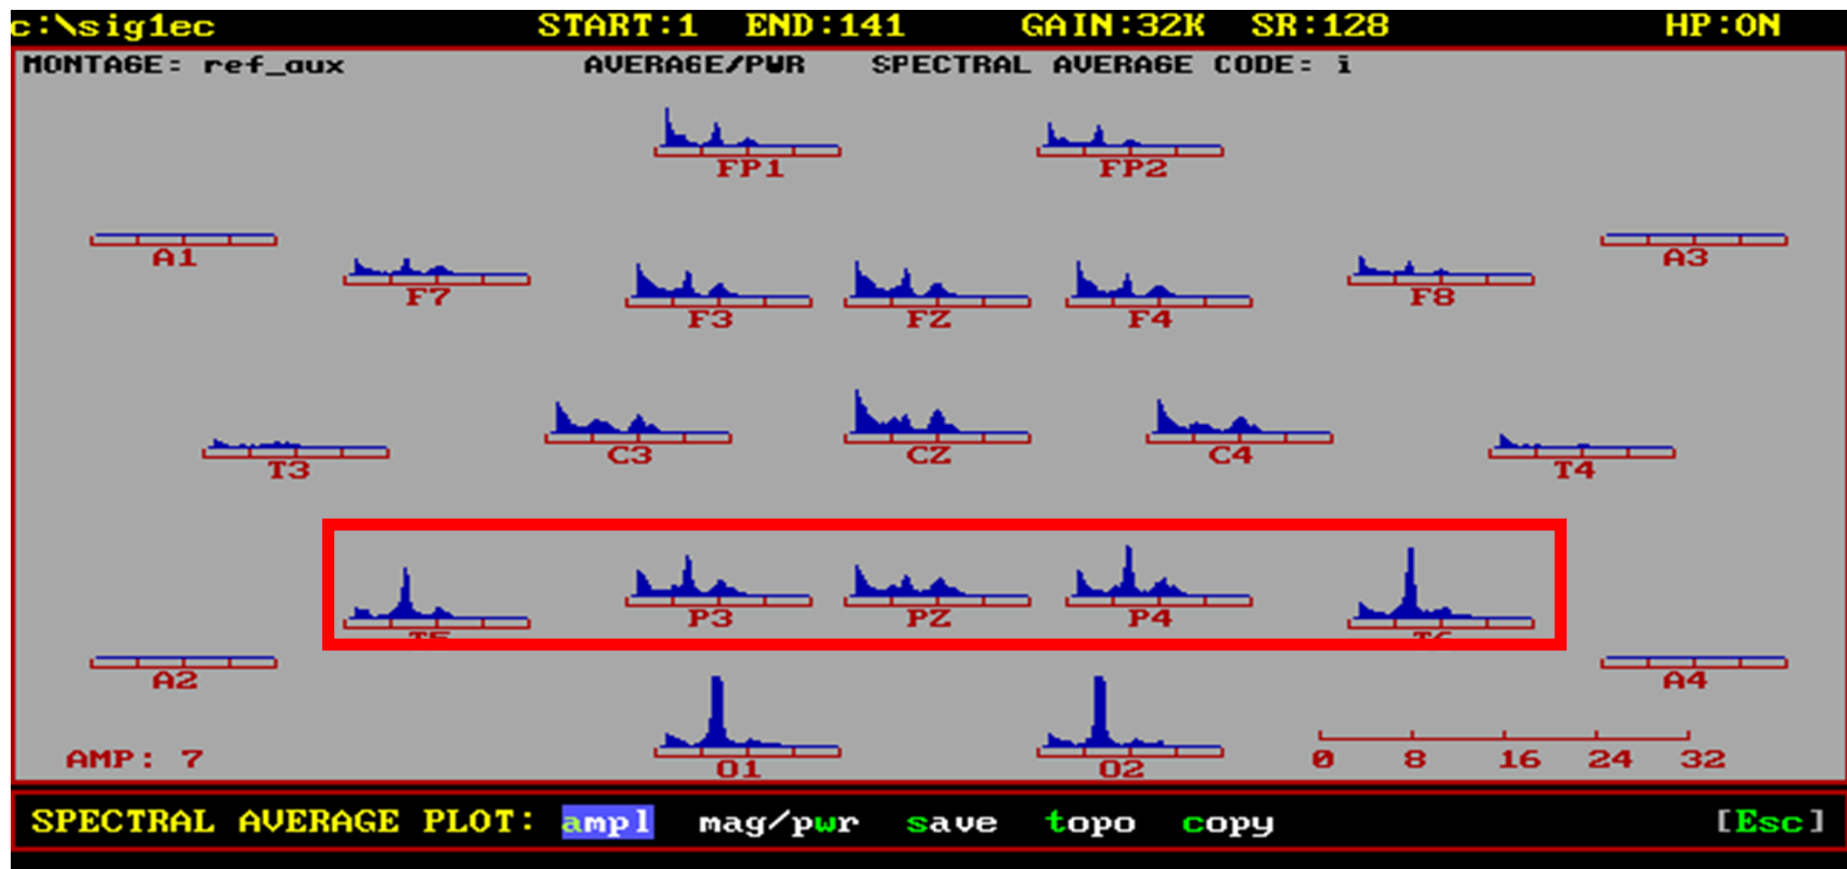 c:\sig1ec START:1 END:141 GAIN:32K SR:128 HP:ON
MONTAGE: ref_aux AVERAGE/PWR SPECTRAL AVERAGE CODE: i
FP1 FP2
A1 A3
F7 F3 FZ F4 F8
T3 C3 CZ C4 T4
P3 PZ P4
A2 A4
O1 O2
AMP: 7 0 8 16 24 32
SPECTRAL AVERAGE PLOT: ampl mag/pwr save topo copy [Esc]